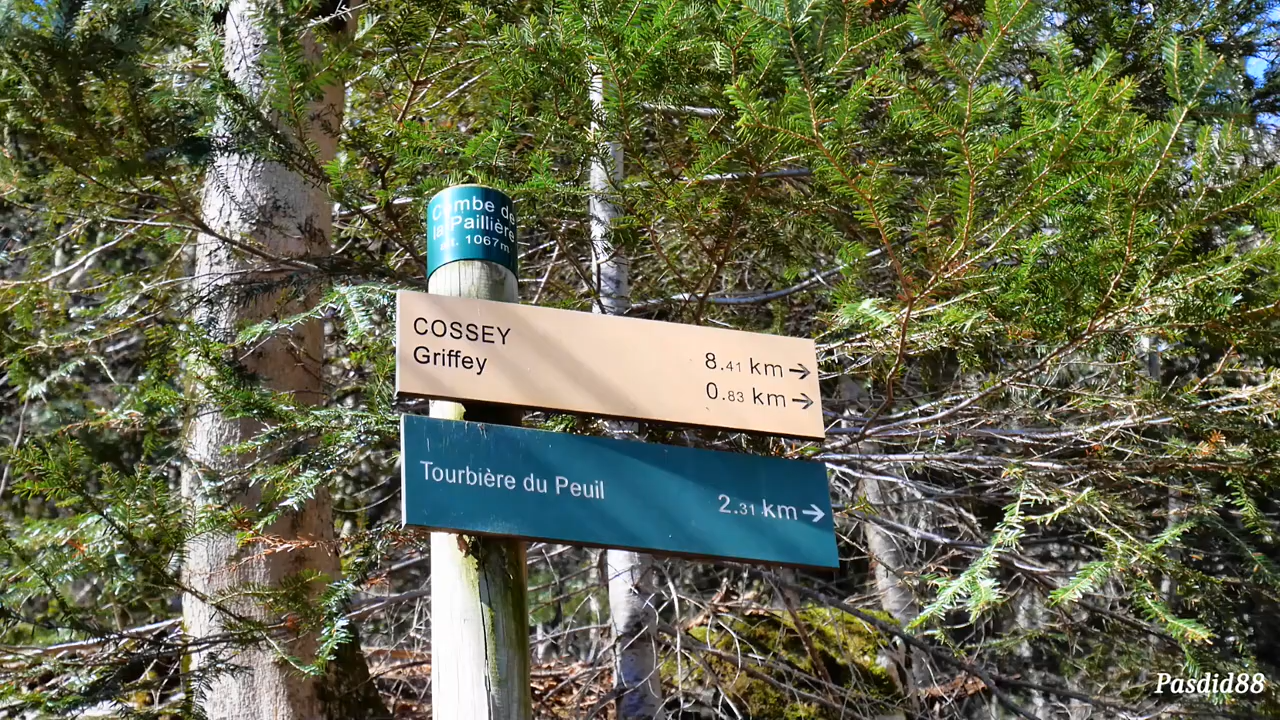 Combe de
la Paillière
alt. 1067m
COSSEY
Griffey
8.41 km →
0.83 km →
Tourbière du Peuil
2.31 km →
Pasdid88